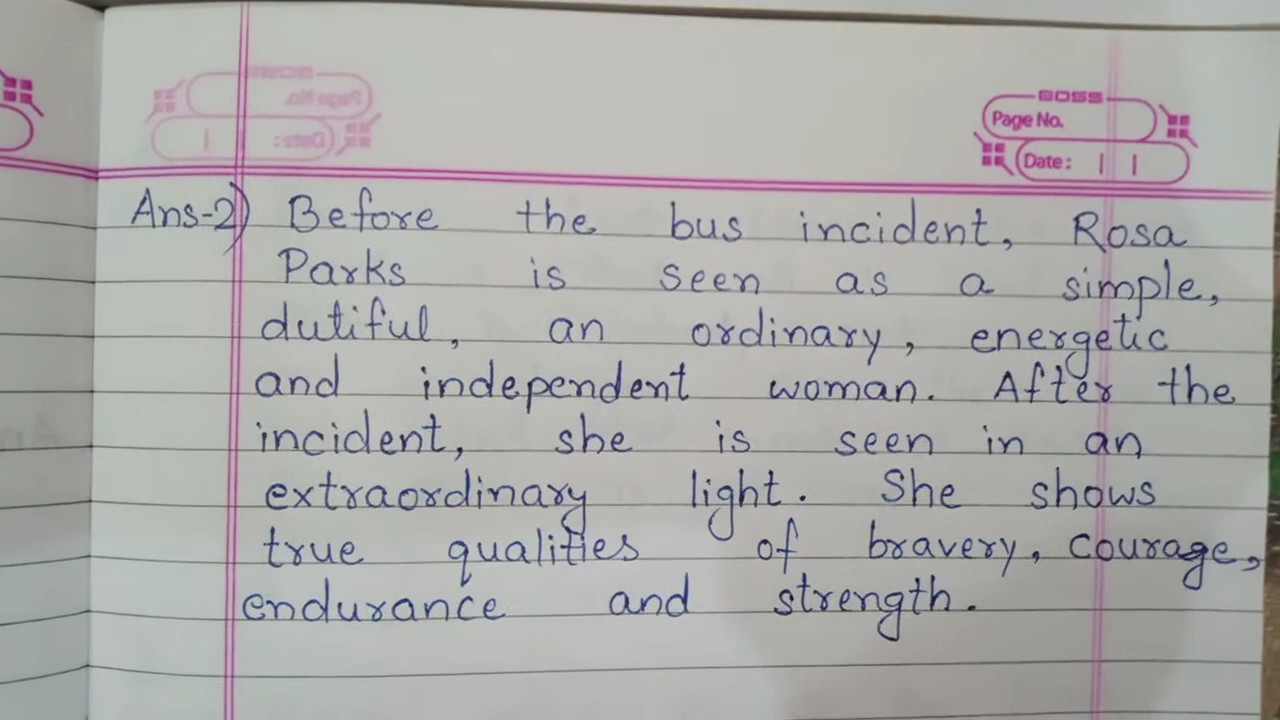 BOSS
Page No.
Date:
Ans-2) Before the bus incident, Rosa
Parks is seen as a simple,
dutiful, an ordinary, energetic
and independent woman. After the
incident, she is seen in an
extraordinary light. She shows
true qualities of bravery, courage,
endurance and strength.